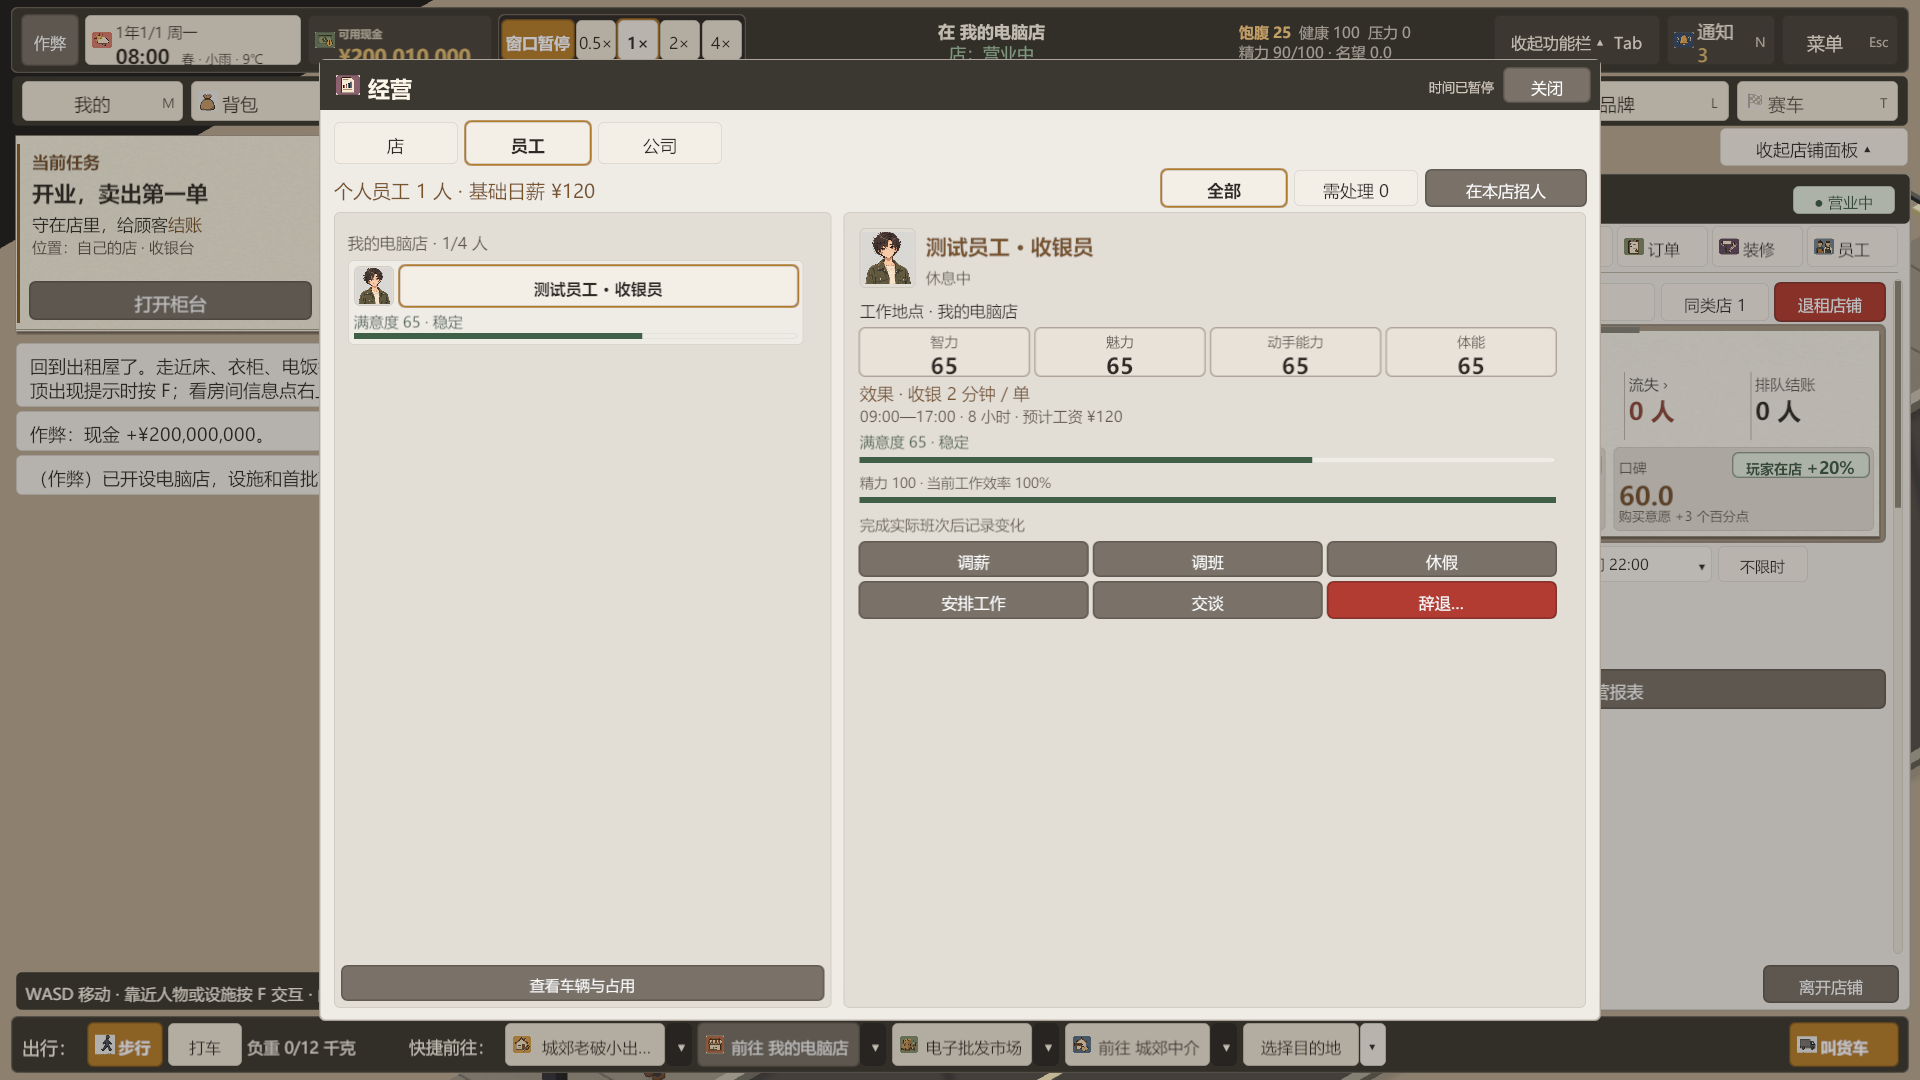 作弊
1年1/1 周一
08:00 春 · 小雨 · 9℃
可用现金
¥200,010,000
窗口暂停 0.5× 1× 2× 4×
在 我的电脑店
店：营业中
饱腹 25 健康 100 压力 0
精力 90/100 · 名望 0.0
收起功能栏 ▴ Tab
通知 3 N
菜单 Esc
我的 M
背包
品牌 L
赛车 T
经营
时间已暂停
关闭
店 员工 公司
收起店铺面板 ▴
当前任务
开业，卖出第一单
守在店里，给顾客结账
位置：自己的店 · 收银台
打开柜台
个人员工 1 人 · 基础日薪 ¥120
全部 需处理 0 在本店招人
● 营业中
我的电脑店 · 1/4 人
测试员工 • 收银员
满意度 65 · 稳定
测试员工 • 收银员
休息中
工作地点 · 我的电脑店
智力 65
魅力 65
动手能力 65
体能 65
效果 · 收银 2 分钟 / 单
09:00—17:00 · 8 小时 · 预计工资 ¥120
满意度 65 · 稳定
精力 100 · 当前工作效率 100%
完成实际班次后记录变化
调薪 调班 休假
安排工作 交谈 辞退...
查看车辆与占用
订单 装修 员工
同类店 1 退租店铺
流失 ›
0 人
排队结账
0 人
口碑
玩家在店 +20%
60.0
购买意愿 +3 个百分点
22:00 ▾ 不限时
报表
离开店铺
回到出租屋了。走近床、衣柜、电饭
顶出现提示时按 F；看房间信息点右
作弊：现金 +¥200,000,000。
（作弊）已开设电脑店，设施和首批
WASD 移动 · 靠近人物或设施按 F 交互 ·
出行： 步行 打车 负重 0/12 千克
快捷前往： 城郊老破小出... ▾ 前往 我的电脑店 ▾ 电子批发市场 ▾ 前往 城郊中介 ▾ 选择目的地 ▾
叫货车